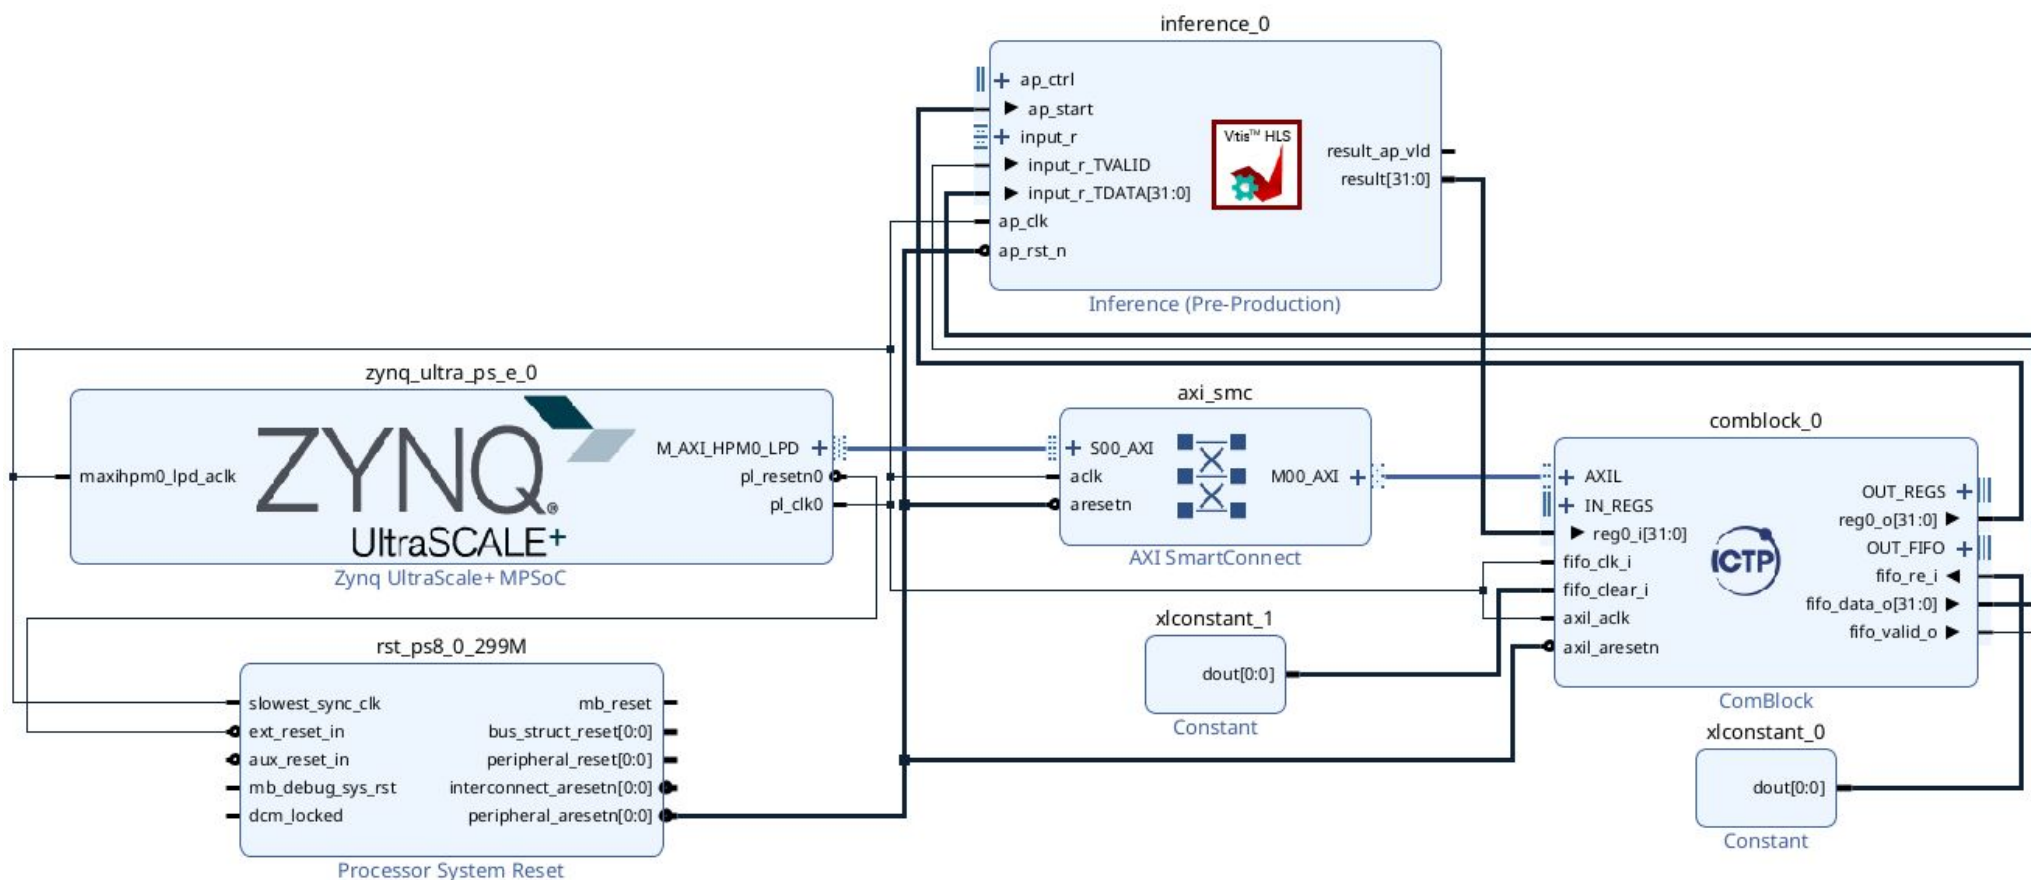 inference_0
ap_ctrl
ap_start
input_r
input_r_TVALID
input_r_TDATA[31:0]
ap_clk
ap_rst_n
Vitis™ HLS
result_ap_vld
result[31:0]
Inference (Pre-Production)
zynq_ultra_ps_e_0
maxihpm0_lpd_aclk
ZYNQ®
UltraSCALE+
M_AXI_HPM0_LPD
pl_resetn0
pl_clk0
Zynq UltraScale+ MPSoC
axi_smc
S00_AXI
aclk
aresetn
M00_AXI
AXI SmartConnect
comblock_0
AXIL
IN_REGS
reg0_i[31:0]
fifo_clk_i
fifo_clear_i
axil_aclk
axil_aresetn
ICTP
OUT_REGS
reg0_o[31:0]
OUT_FIFO
fifo_re_i
fifo_data_o[31:0]
fifo_valid_o
ComBlock
xlconstant_1
dout[0:0]
Constant
xlconstant_0
dout[0:0]
Constant
rst_ps8_0_299M
slowest_sync_clk
ext_reset_in
aux_reset_in
mb_debug_sys_rst
dcm_locked
mb_reset
bus_struct_reset[0:0]
peripheral_reset[0:0]
interconnect_aresetn[0:0]
peripheral_aresetn[0:0]
Processor System Reset